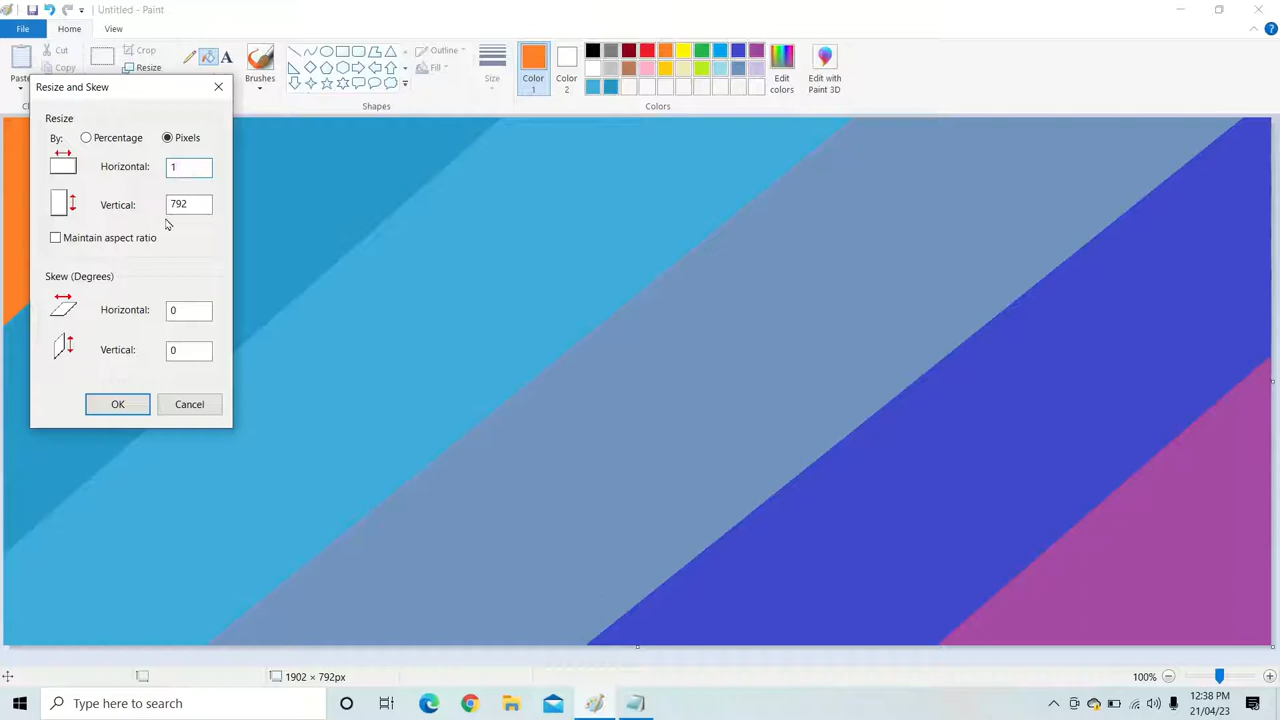 Untitled - Paint
File Home View
Paste
Cut
Copy
Crop
Resize
A
Brushes
Outline
Fill
Shapes
Size
Color 1
Color 2
Edit colors
Edit with Paint 3D
Colors
Resize and Skew
Resize
By: Percentage Pixels
Horizontal: 1
Vertical: 792
Maintain aspect ratio
Skew (Degrees)
Horizontal: 0
Vertical: 0
OK Cancel
1902 × 792px
100%
Type here to search
12:38 PM
21/04/23